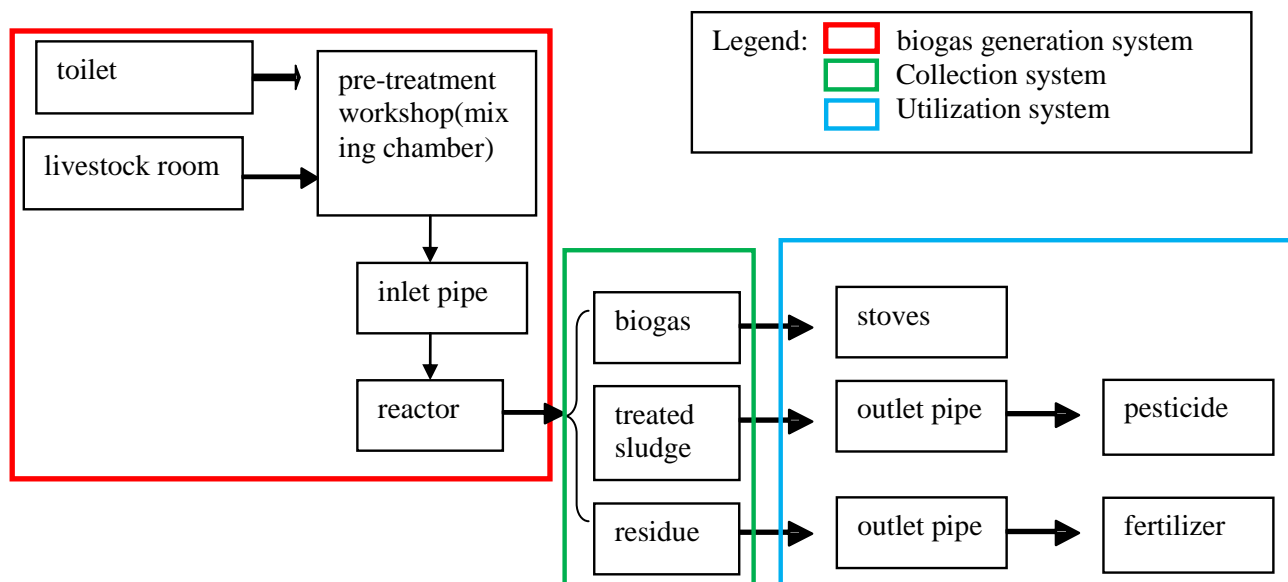 toilet
pre-treatment
workshop(mix
ing chamber)
livestock room
inlet pipe
reactor
Legend:
biogas generation system
Collection system
Utilization system
biogas
stoves
treated
sludge
outlet pipe
pesticide
residue
outlet pipe
fertilizer